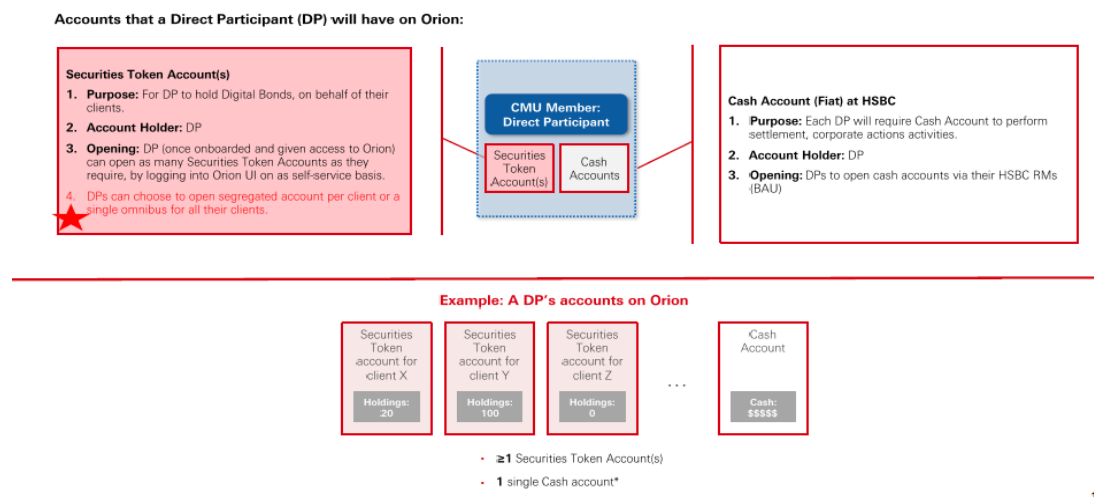 Accounts that a Direct Participant (DP) will have on Orion:
Securities Token Account(s)
1. Purpose: For DP to hold Digital Bonds, on behalf of their
clients.
2. Account Holder: DP
3. Opening: DP (once onboarded and given access to Orion)
can open as many Securities Token Accounts as they
require, by logging into Orion UI on as self-service basis.
4. DPs can choose to open segregated account per client or a
single omnibus for all their clients.
CMU Member:
Direct Participant
Securities
Token
Account(s)
Cash
Accounts
Cash Account (Fiat) at HSBC
1. Purpose: Each DP will require Cash Account to perform
settlement, corporate actions activities.
2. Account Holder: DP
3. Opening: DPs to open cash accounts via their HSBC RMs
(BAU)
Example: A DP's accounts on Orion
Securities
Token
account for
client X
Holdings:
20
Securities
Token
account for
client Y
Holdings:
100
Securities
Token
account for
client Z
Holdings:
0
...
Cash
Account
Cash:
$$$$$
• ≥1 Securities Token Account(s)
• 1 single Cash account*